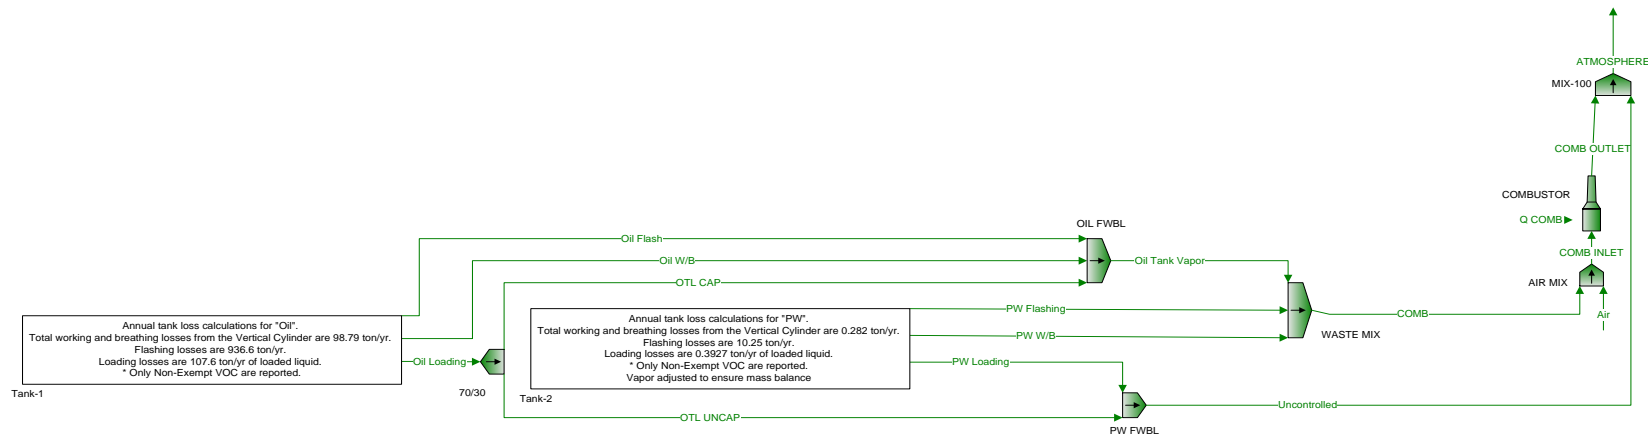 ATMOSPHERE
MIX-100
COMB OUTLET
COMBUSTOR
Q COMB
COMB INLET
AIR MIX
Air
OIL FWBL
Oil Flash
Oil W/B
Oil Tank Vapor
OTL CAP
Annual tank loss calculations for "Oil".
Total working and breathing losses from the Vertical Cylinder are 98.79 ton/yr.
Flashing losses are 936.6 ton/yr.
Loading losses are 107.6 ton/yr of loaded liquid.
* Only Non-Exempt VOC are reported.
Tank-1
Oil Loading
70/30
Annual tank loss calculations for "PW".
Total working and breathing losses from the Vertical Cylinder are 0.282 ton/yr.
Flashing losses are 10.25 ton/yr.
Loading losses are 0.3927 ton/yr of loaded liquid.
* Only Non-Exempt VOC are reported.
Vapor adjusted to ensure mass balance
Tank-2
PW Flashing
PW W/B
PW Loading
WASTE MIX
COMB
OTL UNCAP
PW FWBL
Uncontrolled